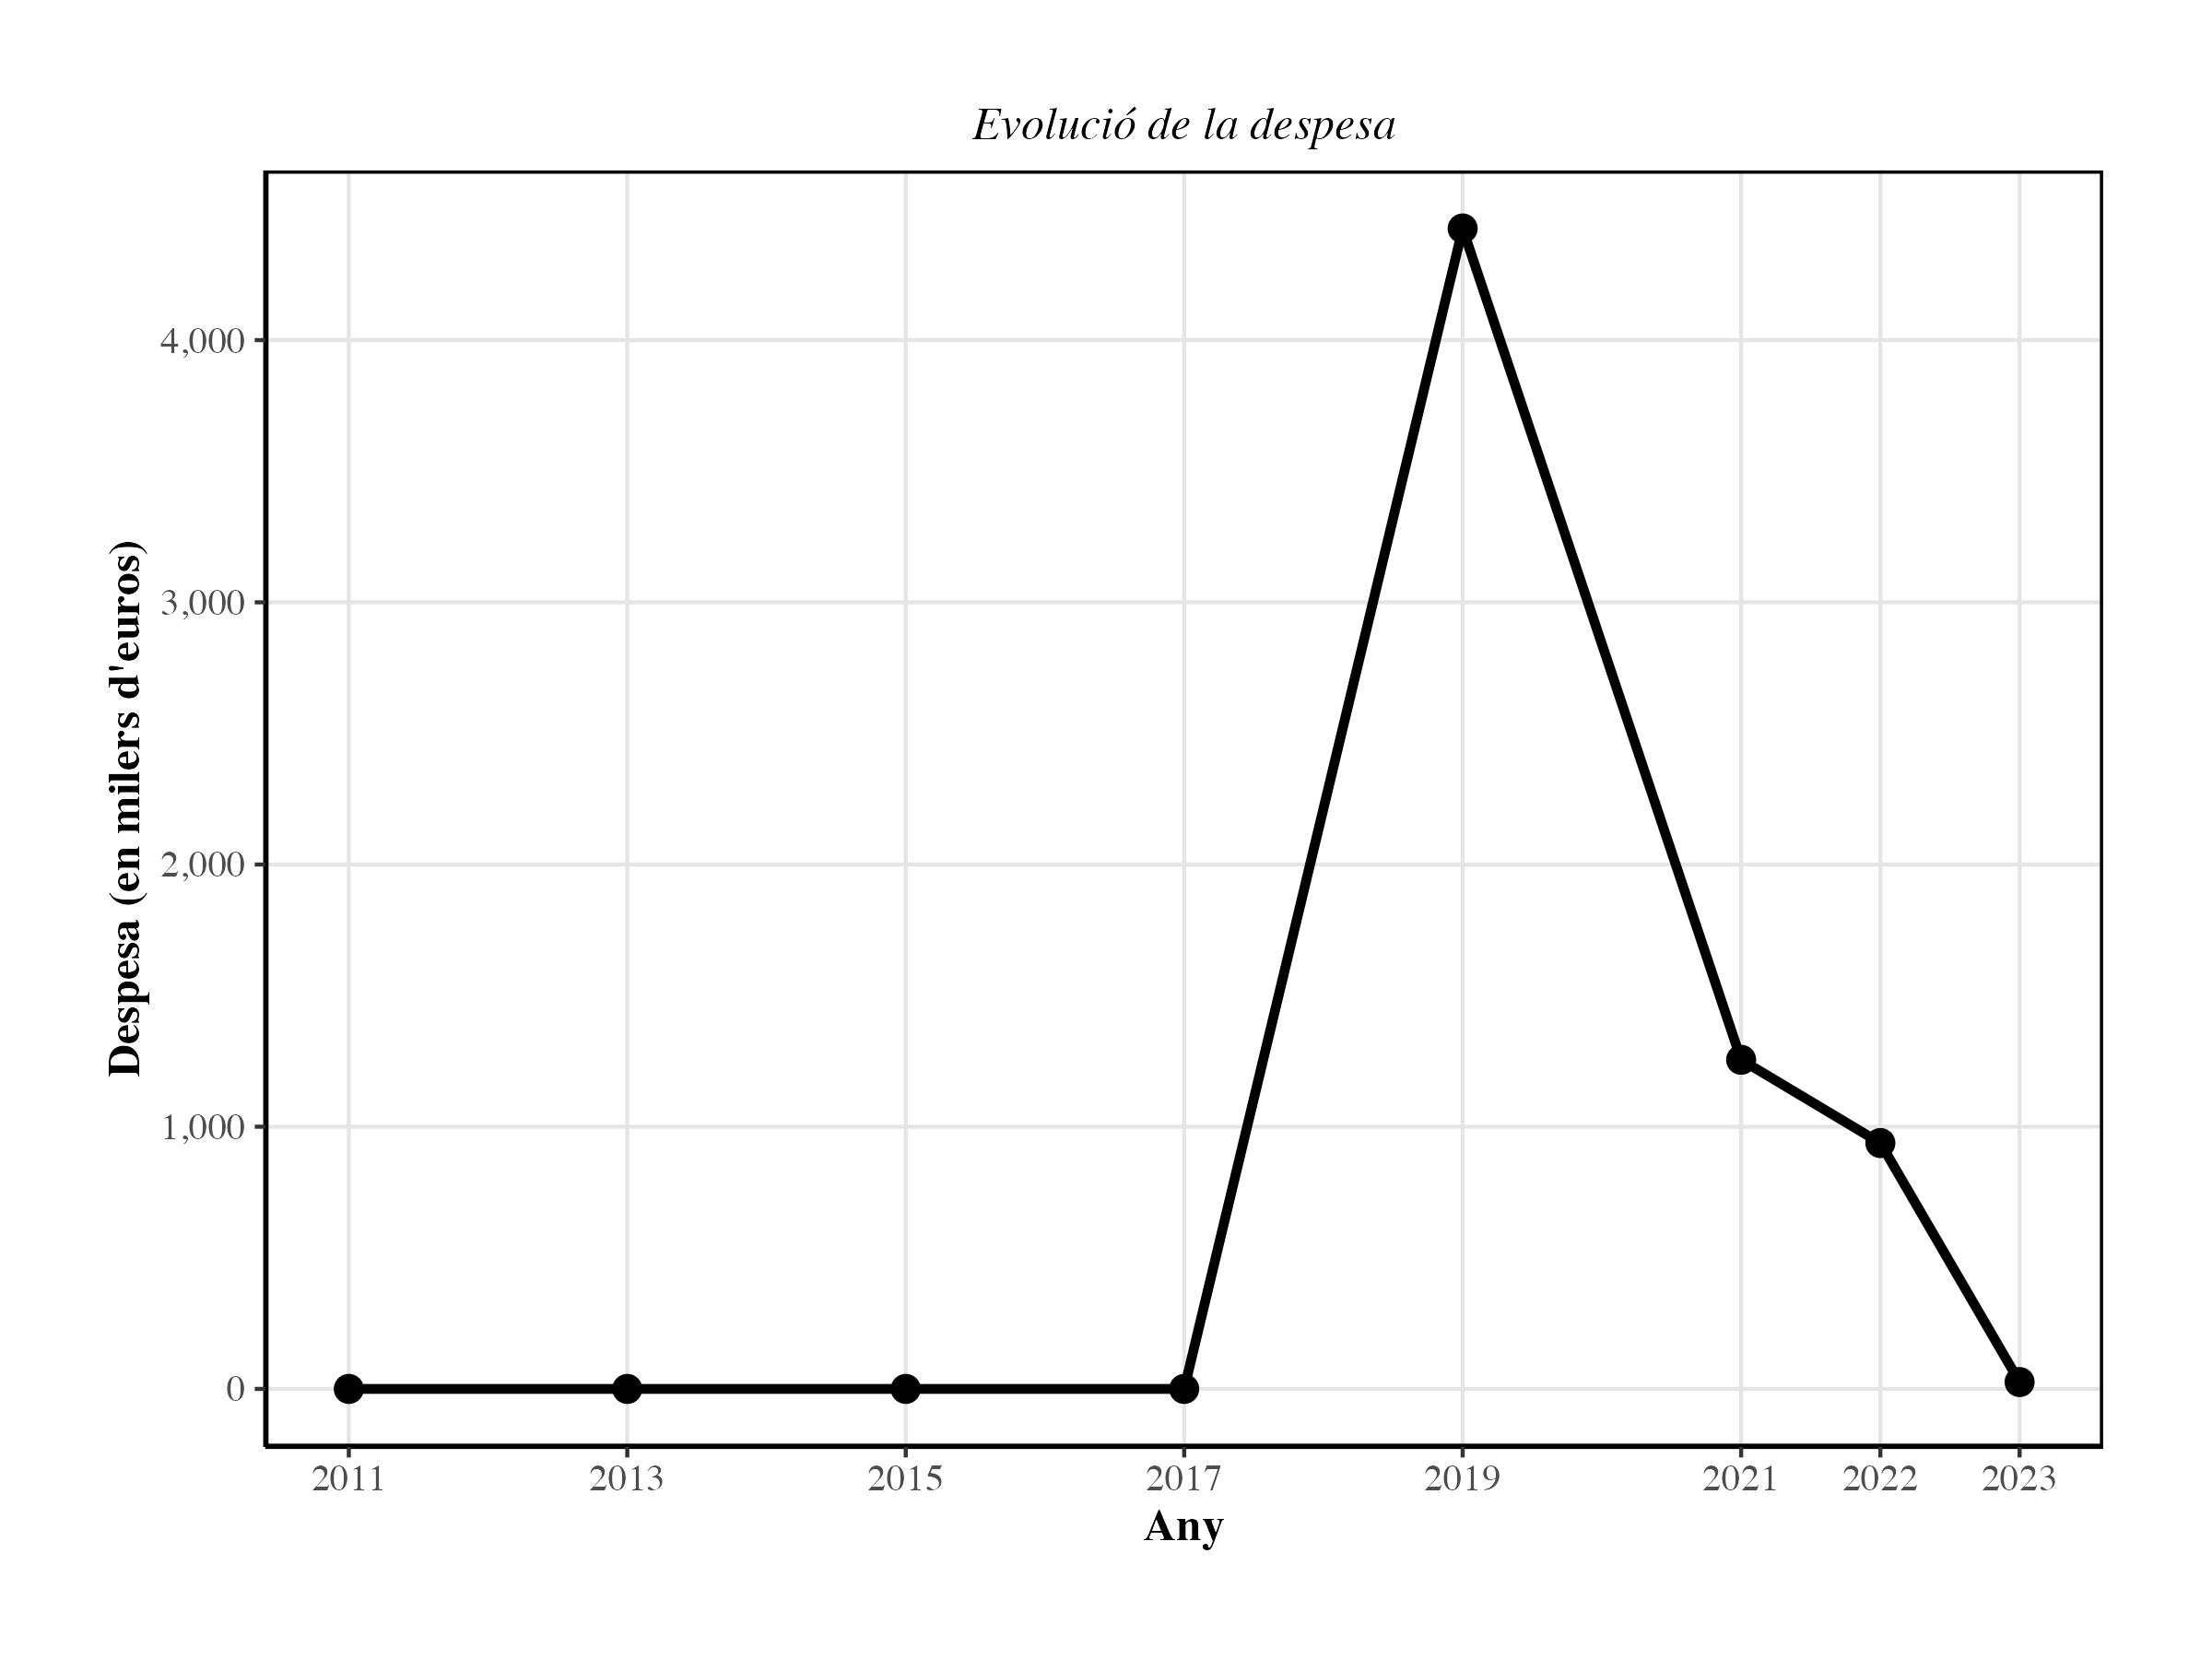 Evolució de la despesa
Despesa (en milers d'euros)
4,000
3,000
2,000
1,000
0
2011 2013 2015 2017 2019 2021 2022 2023
Any